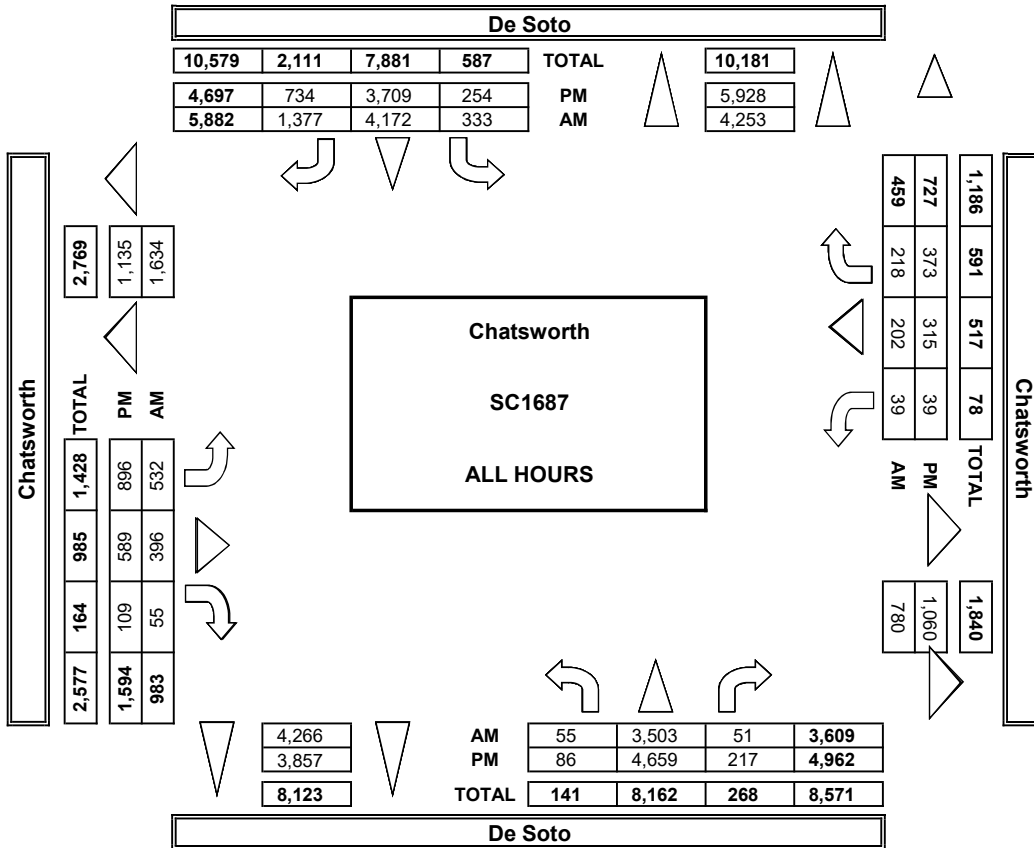 De Soto
10,579 2,111 7,881 587 TOTAL 10,181
4,697 734 3,709 254 PM 5,928
5,882 1,377 4,172 333 AM 4,253
Chatsworth
2,769
1,135
1,634
TOTAL 1,428 985 164 2,577
PM 896 589 109 1,594
AM 532 396 55 983
Chatsworth
SC1687
ALL HOURS
459 218 202 39 AM 780
727 373 315 39 PM 1,060
1,186 591 517 78 TOTAL 1,840
Chatsworth
4,266 AM 55 3,503 51 3,609
3,857 PM 86 4,659 217 4,962
8,123 TOTAL 141 8,162 268 8,571
De Soto